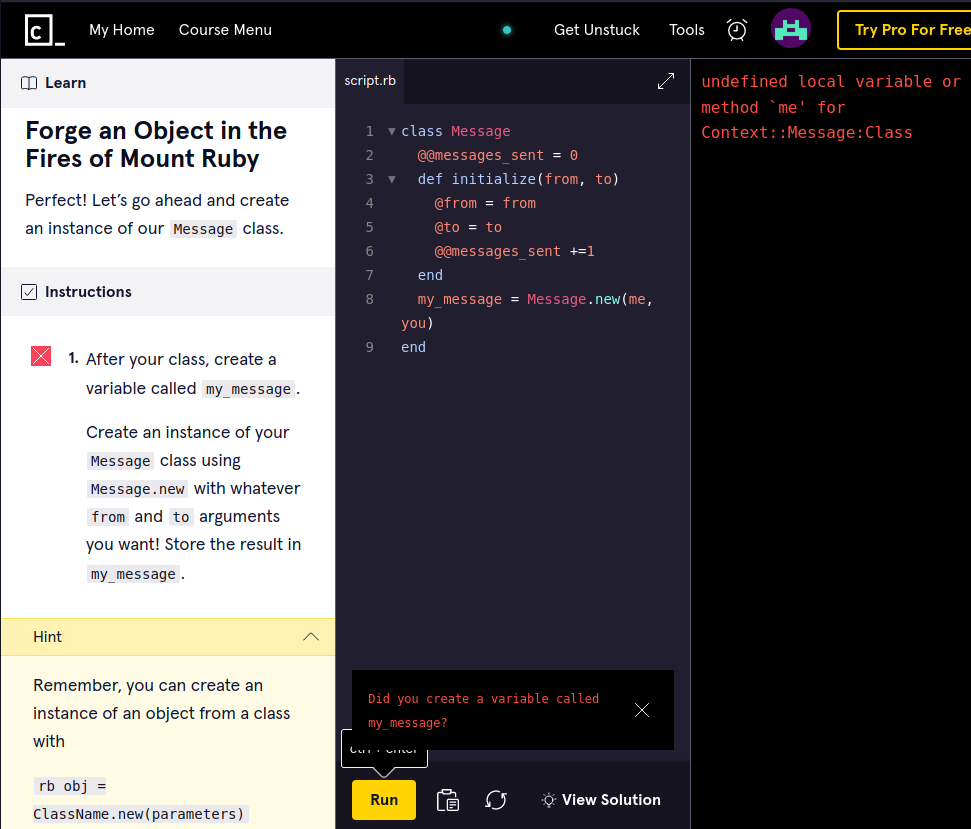 c_
My Home
Course Menu
Get Unstuck
Tools
Try Pro For Free
Learn
Forge an Object in the
Fires of Mount Ruby
Perfect! Let’s go ahead and create
an instance of our Message class.
Instructions
1. After your class, create a
variable called my_message.
Create an instance of your
Message class using
Message.new with whatever
from and to arguments
you want! Store the result in
my_message.
Hint
Remember, you can create an
instance of an object from a class
with
rb obj =
ClassName.new(parameters)
script.rb
1 ▼ class Message
2 @@messages_sent = 0
3 ▼ def initialize(from, to)
4 @from = from
5 @to = to
6 @@messages_sent +=1
7 end
8 my_message = Message.new(me,
you)
9 end
Did you create a variable called
my_message?
ctrl + enter
Run
View Solution
undefined local variable or
method `me' for
Context::Message:Class